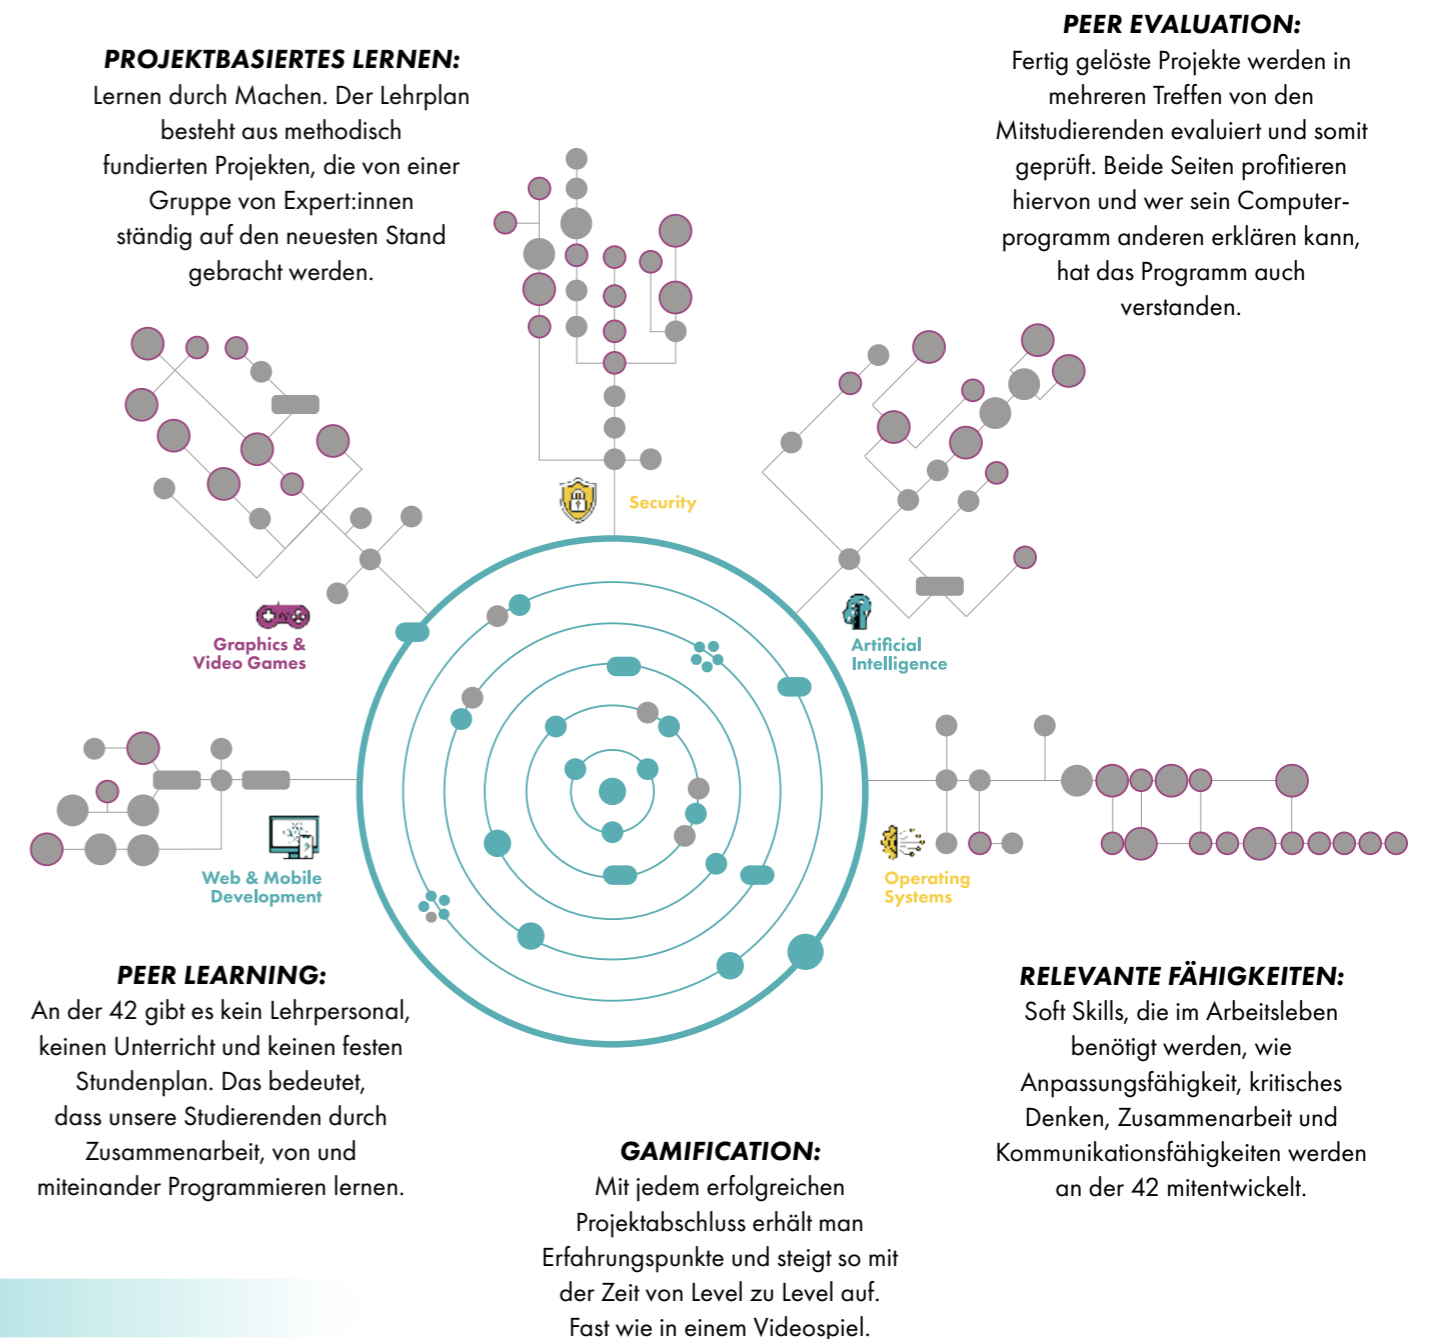 PROJEKTBASIERTES LERNEN:
Lernen durch Machen. Der Lehrplan
besteht aus methodisch
fundierten Projekten, die von einer
Gruppe von Expert:innen
ständig auf den neuesten Stand
gebracht werden.
PEER EVALUATION:
Fertig gelöste Projekte werden in
mehreren Treffen von den
Mitstudierenden evaluiert und somit
geprüft. Beide Seiten profitieren
hiervon und wer sein Computer-
programm anderen erklären kann,
hat das Programm auch
verstanden.
Security
Graphics &
Video Games
Artificial
Intelligence
Web & Mobile
Development
Operating
Systems
PEER LEARNING:
An der 42 gibt es kein Lehrpersonal,
keinen Unterricht und keinen festen
Stundenplan. Das bedeutet,
dass unsere Studierenden durch
Zusammenarbeit, von und
miteinander Programmieren lernen.
GAMIFICATION:
Mit jedem erfolgreichen
Projektabschluss erhält man
Erfahrungspunkte und steigt so mit
der Zeit von Level zu Level auf.
Fast wie in einem Videospiel.
RELEVANTE FÄHIGKEITEN:
Soft Skills, die im Arbeitsleben
benötigt werden, wie
Anpassungsfähigkeit, kritisches
Denken, Zusammenarbeit und
Kommunikationsfähigkeiten werden
an der 42 mitentwickelt.